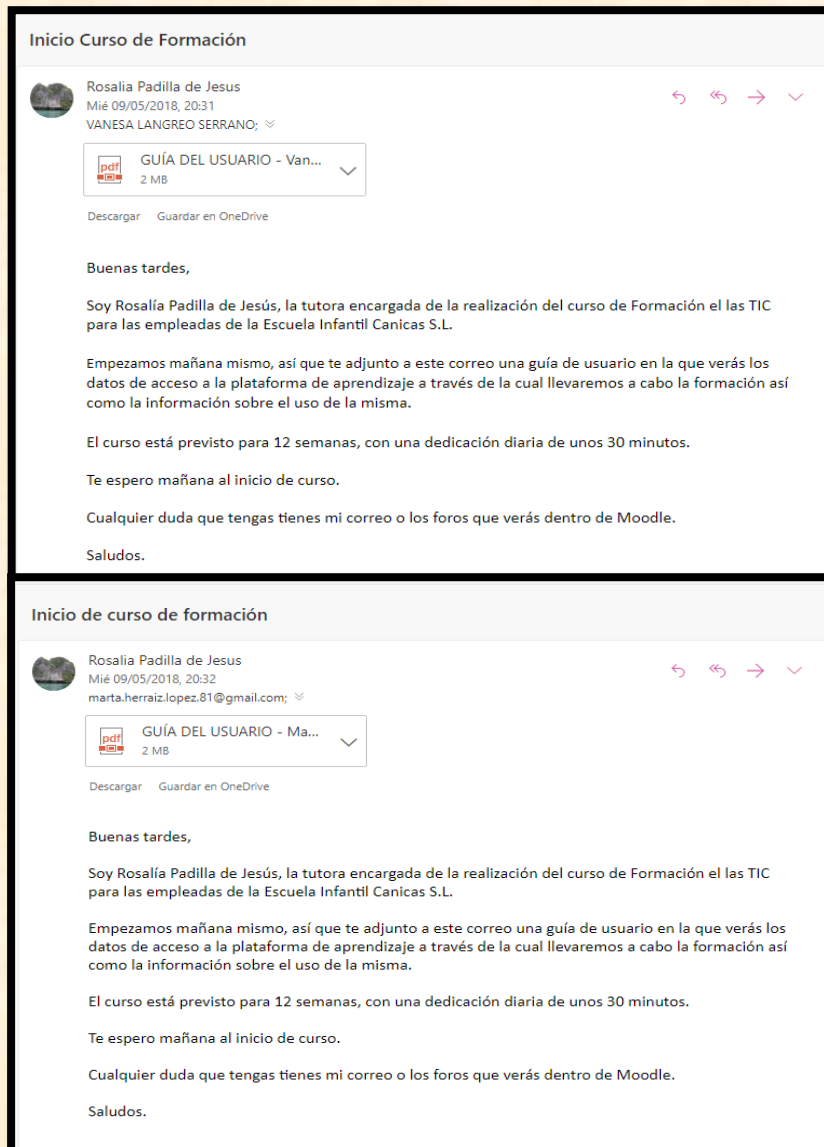 Inicio Curso de Formación
Rosalia Padilla de Jesus
Mié 09/05/2018, 20:31
VANESA LANGREO SERRANO;
pdf
GUÍA DEL USUARIO - Van...
2 MB
Descargar Guardar en OneDrive
Buenas tardes,
Soy Rosalía Padilla de Jesús, la tutora encargada de la realización del curso de Formación el las TIC
para las empleadas de la Escuela Infantil Canicas S.L.
Empezamos mañana mismo, así que te adjunto a este correo una guía de usuario en la que verás los
datos de acceso a la plataforma de aprendizaje a través de la cual llevaremos a cabo la formación así
como la información sobre el uso de la misma.
El curso está previsto para 12 semanas, con una dedicación diaria de unos 30 minutos.
Te espero mañana al inicio de curso.
Cualquier duda que tengas tienes mi correo o los foros que verás dentro de Moodle.
Saludos.
Inicio de curso de formación
Rosalia Padilla de Jesus
Mié 09/05/2018, 20:32
marta.herraiz.lopez.81@gmail.com;
pdf
GUÍA DEL USUARIO - Ma...
2 MB
Descargar Guardar en OneDrive
Buenas tardes,
Soy Rosalía Padilla de Jesús, la tutora encargada de la realización del curso de Formación el las TIC
para las empleadas de la Escuela Infantil Canicas S.L.
Empezamos mañana mismo, así que te adjunto a este correo una guía de usuario en la que verás los
datos de acceso a la plataforma de aprendizaje a través de la cual llevaremos a cabo la formación así
como la información sobre el uso de la misma.
El curso está previsto para 12 semanas, con una dedicación diaria de unos 30 minutos.
Te espero mañana al inicio de curso.
Cualquier duda que tengas tienes mi correo o los foros que verás dentro de Moodle.
Saludos.